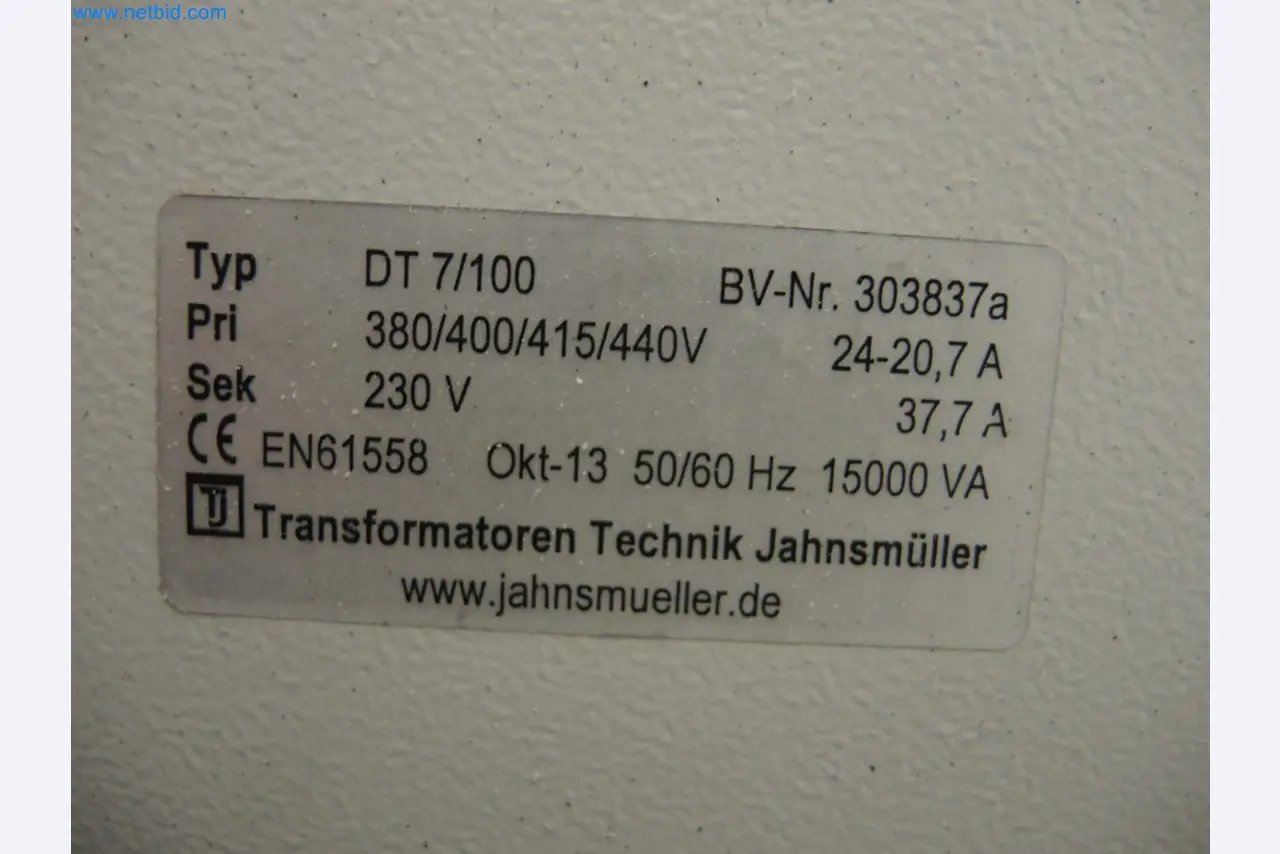 www.netbid.com
Typ DT 7/100 BV-Nr. 303837a
Pri 380/400/415/440V 24-20,7 A
Sek 230 V 37,7 A
CE EN61558 Okt-13 50/60 Hz 15000 VA
TJ Transformatoren Technik Jahnsmüller
www.jahnsmueller.de